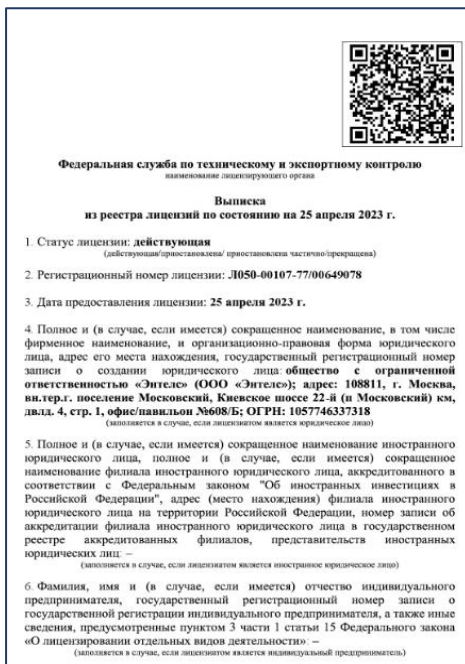 Федеральная служба по техническому и экспортному контролю
наименование лицензирующего органа
Выписка
из реестра лицензий по состоянию на 25 апреля 2023 г.
1. Статус лицензии: действующая
(действующая/приостановлена/ приостановлена частично/прекращена)
2. Регистрационный номер лицензии: Л050-00107-77/00649078
3. Дата предоставления лицензии: 25 апреля 2023 г.
4. Полное и (в случае, если имеется) сокращенное наименование, в том числе
фирменное наименование, и организационно-правовая форма юридического
лица, адрес его места нахождения, государственный регистрационный номер
записи о создании юридического лица: общество с ограниченной
ответственностью «Энтелс» (ООО «Энтелс»); адрес: 108811, г. Москва,
вн.тер.г. поселение Московский, Киевское шоссе 22-й (п Московский) км,
двлд. 4, стр. 1, офис/павильон №608/Б; ОГРН: 1057746337318
(заполняется в случае, если лицензиатом является юридическое лицо)
5. Полное и (в случае, если имеется) сокращенное наименование иностранного
юридического лица, полное и (в случае, если имеется) сокращенное
наименование филиала иностранного юридического лица, аккредитованного в
соответствии с Федеральным законом "Об иностранных инвестициях в
Российской Федерации", адрес (место нахождения) филиала иностранного
юридического лица на территории Российской Федерации, номер записи об
аккредитации филиала иностранного юридического лица в государственном
реестре аккредитованных филиалов, представительств иностранных
юридических лиц: –
(заполняется в случае, если лицензиатом является иностранное юридическое лицо)
6. Фамилия, имя и (в случае, если имеется) отчество индивидуального
предпринимателя, государственный регистрационный номер записи о
государственной регистрации индивидуального предпринимателя, а также иные
сведения, предусмотренные пунктом 3 части 1 статьи 15 Федерального закона
«О лицензировании отдельных видов деятельности»: –
(заполняется в случае, если лицензиатом является индивидуальный предприниматель)